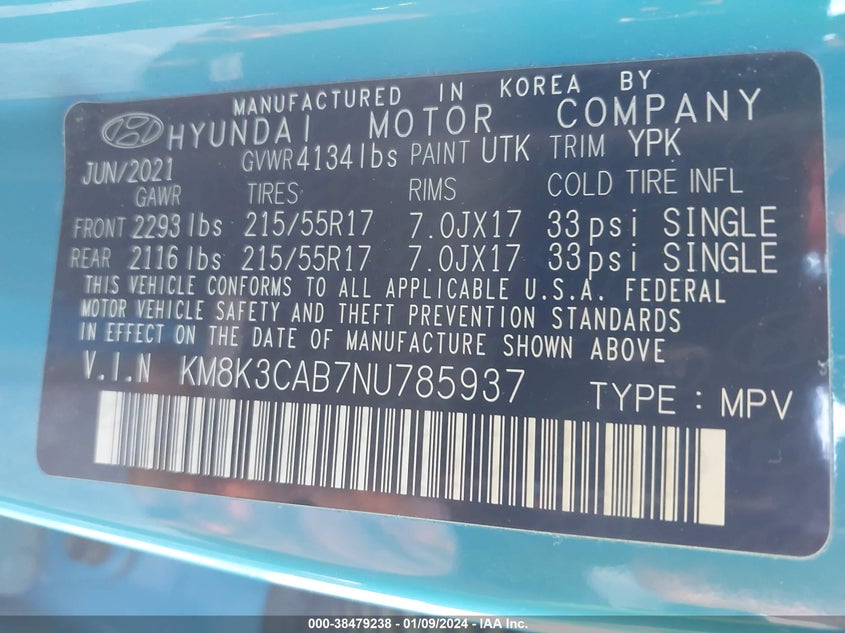 MANUFACTURED IN KOREA BY
HYUNDAI MOTOR COMPANY
JUN/2021 GVWR 4134lbs PAINT UTK TRIM YPK
GAWR TIRES RIMS COLD TIRE INFL
FRONT 2293 lbs 215/55R17 7.0JX17 33psi SINGLE
REAR 2116 lbs 215/55R17 7.0JX17 33psi SINGLE
THIS VEHICLE CONFORMS TO ALL APPLICABLE U.S.A. FEDERAL
MOTOR VEHICLE SAFETY AND THEFT PREVENTION STANDARDS
IN EFFECT ON THE DATE OF MANUFACTURE SHOWN ABOVE
V.I.N KM8K3CAB7NU785937 TYPE : MPV
000-38479238 - 01/09/2024 - IAA Inc.